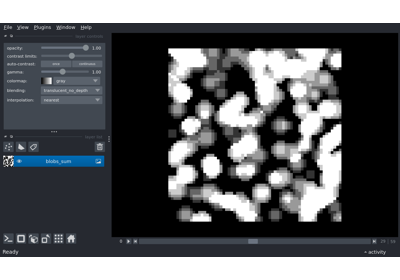 File View Plugins Window Help
opacity: 1.00
contrast limits:
auto-contrast: once continuous
gamma: 1.00
colormap: gray
blending: translucent_no_depth
interpolation: nearest
blobs_sum
Ready
activity